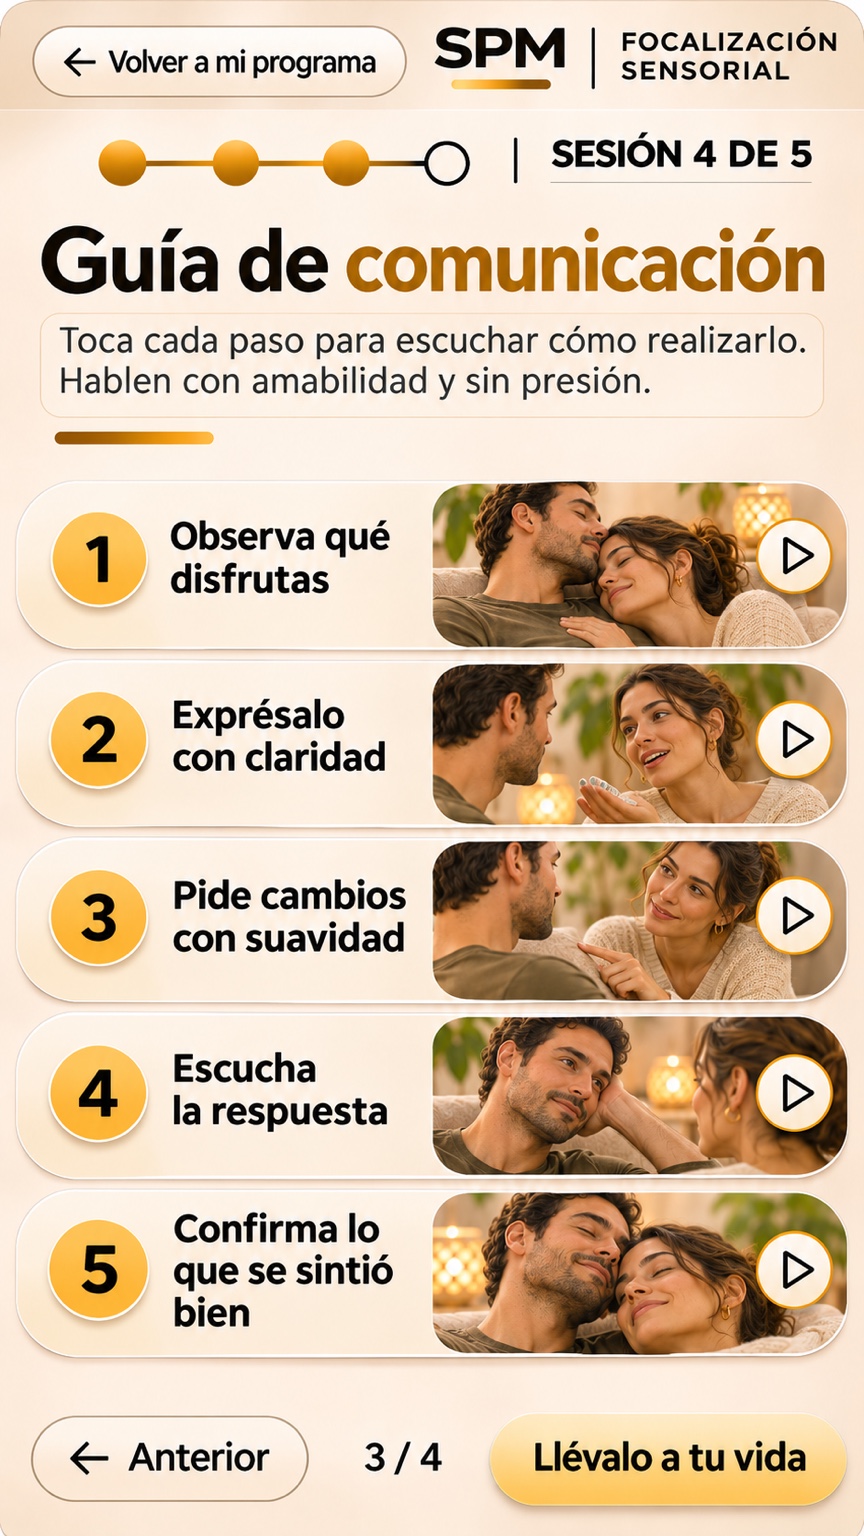 ← Volver a mi programa
SPM
FOCALIZACIÓN
SENSORIAL
SESIÓN 4 DE 5
Guía de comunicación
Toca cada paso para escuchar cómo realizarlo.
Hablen con amabilidad y sin presión.
1
Observa qué
disfrutas
2
Exprésalo
con claridad
3
Pide cambios
con suavidad
4
Escucha
la respuesta
5
Confirma lo
que se sintió
bien
← Anterior
3 / 4
Llévalo a tu vida